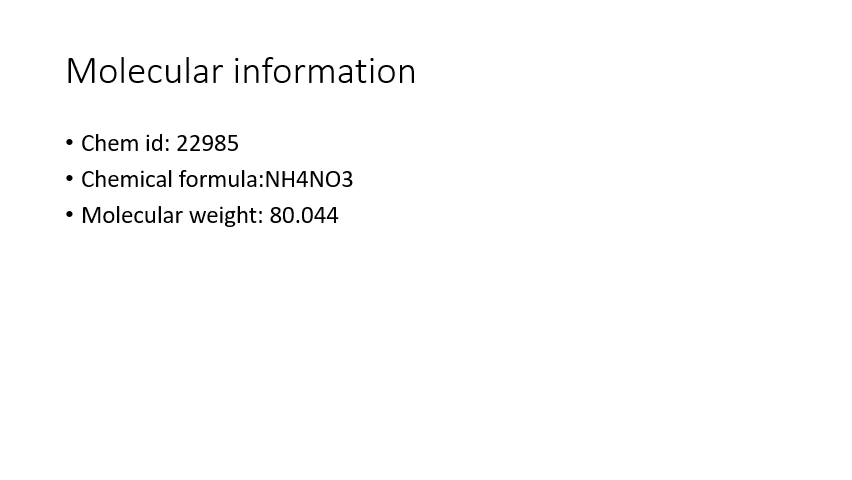 Molecular information
• Chem id: 22985
• Chemical formula:NH4NO3
• Molecular weight: 80.044